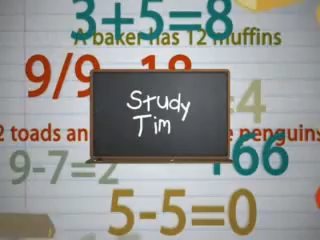 3+5=8
A baker has 12 muffins
9/9
=4
Study
Tim
2 toads an
e penguins
9-7=2
+66
5-5=0